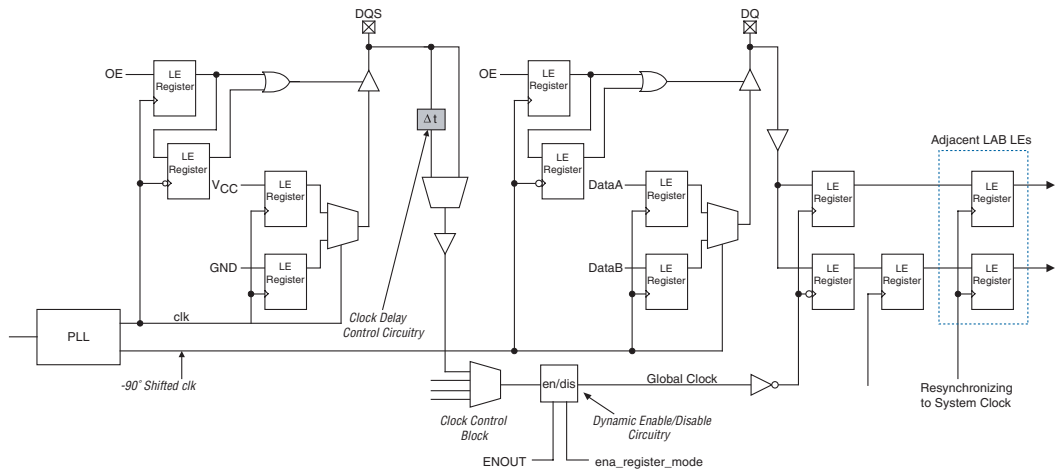 DQS
DQ
OE
LE
Register
OE
LE
Register
Δt
Adjacent LAB LEs
LE
Register
LE
Register
VCC
LE
Register
DataA
LE
Register
LE
Register
LE
Register
GND
LE
Register
DataB
LE
Register
LE
Register
LE
Register
LE
Register
clk
Clock Delay
Control Circuitry
PLL
-90° Shifted clk
en/dis
Global Clock
Resynchronizing
to System Clock
Clock Control
Block
Dynamic Enable/Disable
Circuitry
ENOUT
ena_register_mode